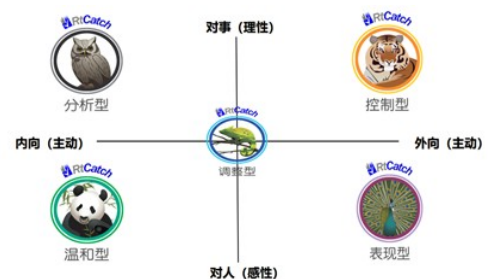 RtCatch
对事（理性）
RtCatch
分析型
控制型
RtCatch
内向（主动）
外向（主动）
调整型
RtCatch
RtCatch
温和型
表现型
对人（感性）